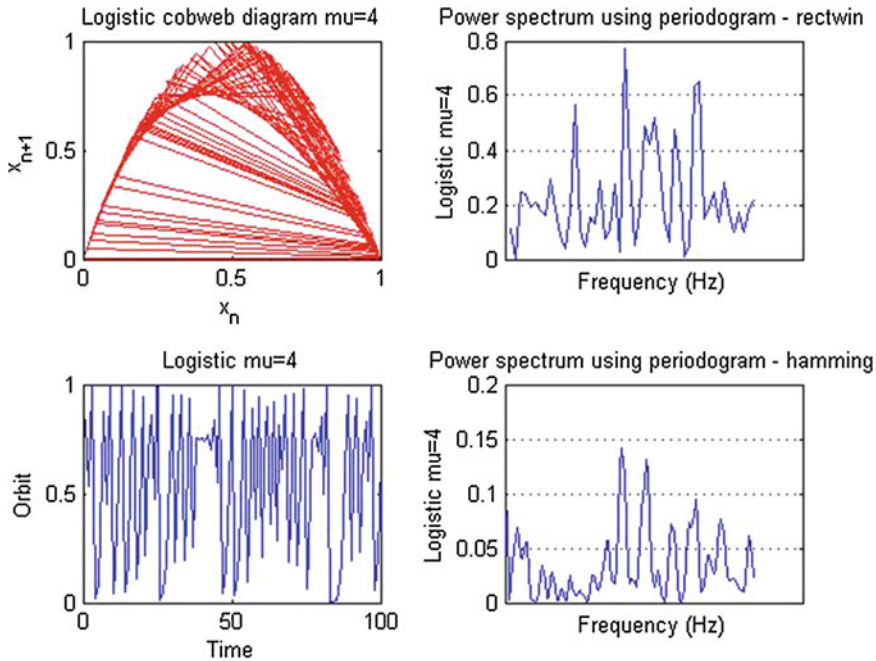 Logistic cobweb diagram mu=4
1
0.5
0
x_{n+1}
0
0.5
1
x_n
Power spectrum using periodogram - rectwin
0.8
0.6
0.4
0.2
0
Logistic mu=4
Frequency (Hz)
Logistic mu=4
1
0.5
0
Orbit
0
50
100
Time
Power spectrum using periodogram - hamming
0.2
0.15
0.1
0.05
0
Logistic mu=4
Frequency (Hz)